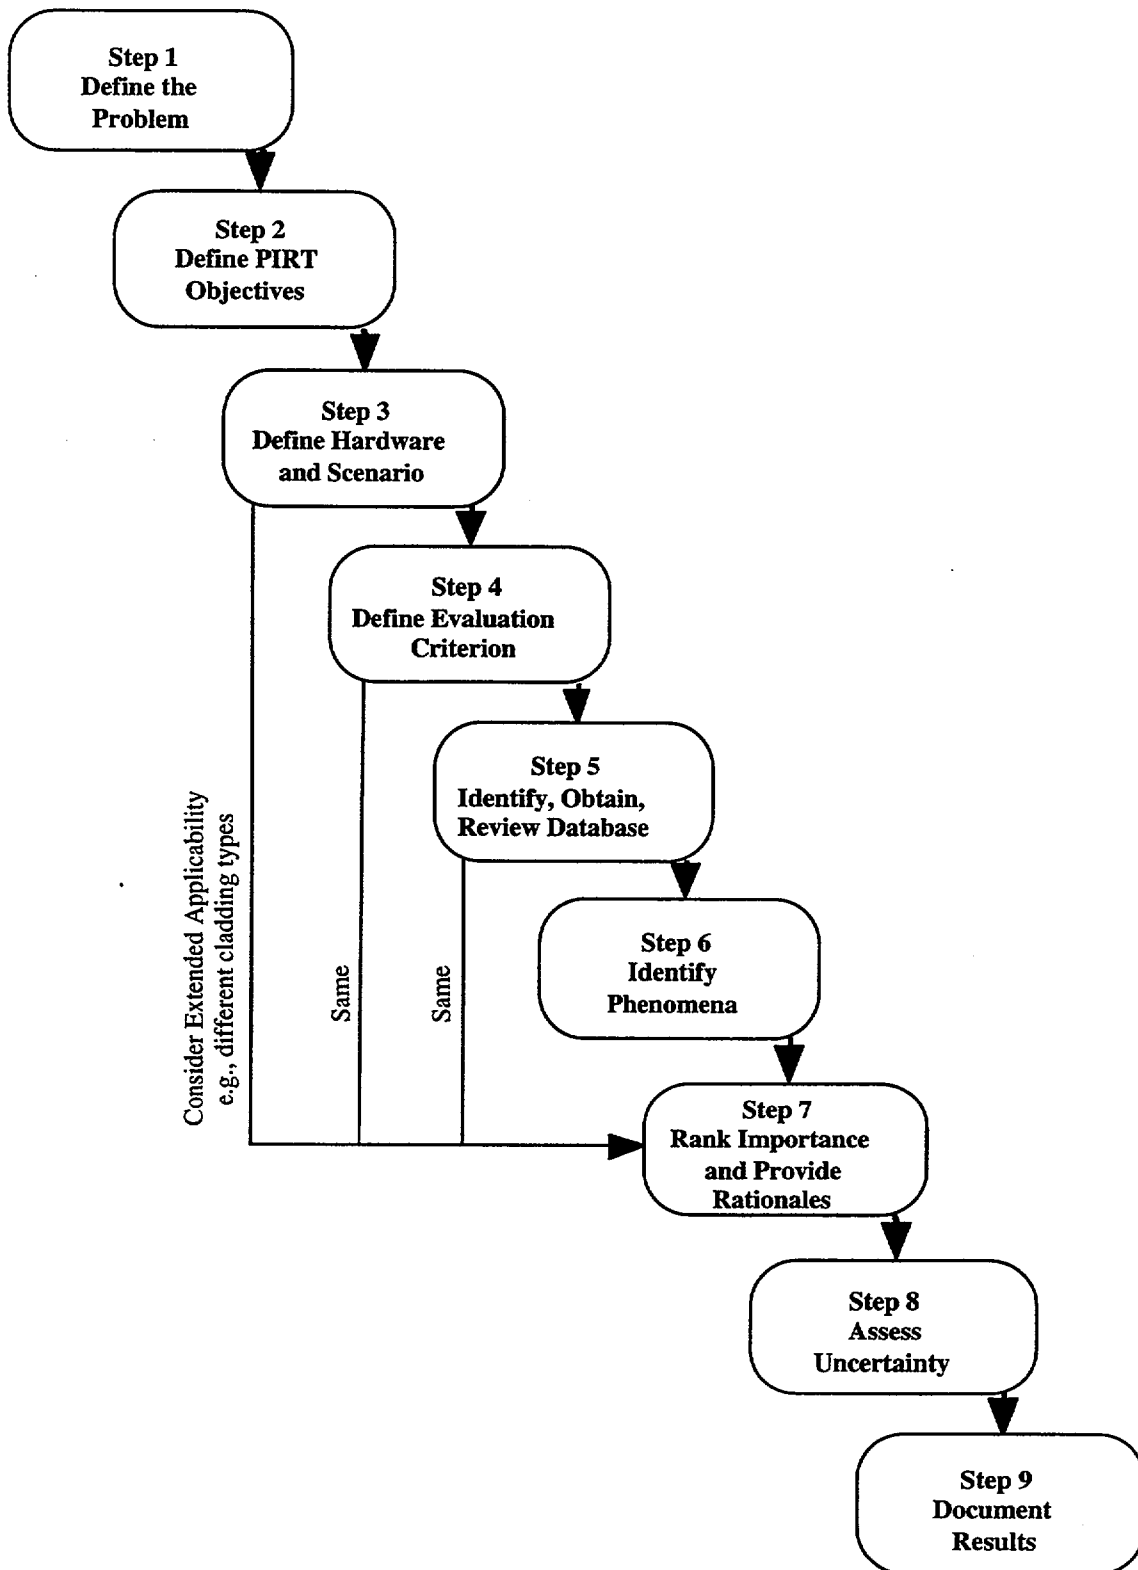 Step 1
Define the
Problem
Step 2
Define PIRT
Objectives
Step 3
Define Hardware
and Scenario
Step 4
Define Evaluation
Criterion
Step 5
Identify, Obtain,
Review Database
Consider Extended Applicability
e.g., different cladding types
Same
Same
Step 6
Identify
Phenomena
Step 7
Rank Importance
and Provide
Rationales
Step 8
Assess
Uncertainty
Step 9
Document
Results